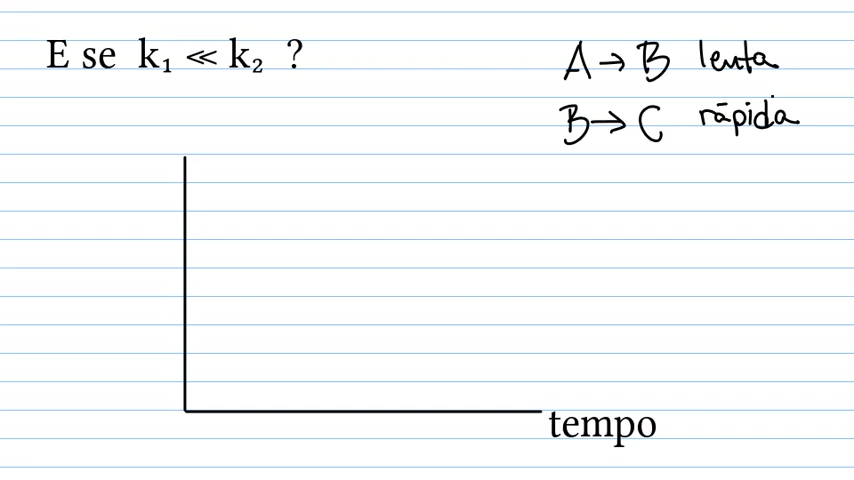 E se k₁ ≪ k₂ ?
A → B lenta
B → C rápida
tempo